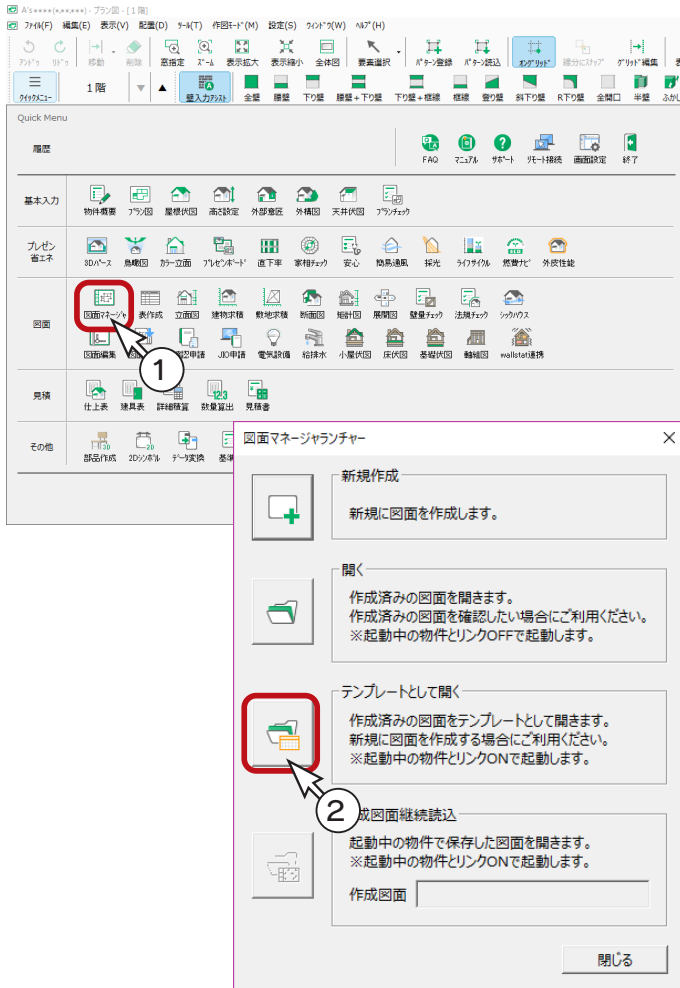 A's●●●●(●,●●,●●●) - プラン図 - [ 1 階]
ファイル(F) 編集(E) 表示(V) 配置(D) ツール(T) 作図モード(M) 設定(S) ウィンドウ(W) ヘルプ(H)
アンドゥ リドゥ 移動 削除 窓指定 ズーム 表示拡大 表示縮小 全体図 要素選択 パターン登録 パターン読込 オングリッド 線分にスナップ グリッド編集
クイックメニュー 1 階 ▼ ▲ 壁入力アシスト 全壁 腰壁 下り壁 腰壁+下り壁 下り壁+框線 框線 登り壁 斜下り壁 R下り壁 全開口 半壁 ふかし
Quick Menu
履歴
FAQ マニュアル サポート リモート接続 画面設定 終了
基本入力
物件概要 プラン図 屋根伏図 高さ設定 外部意匠 外構図 天井伏図 プランチェック
プレゼン
省エネ
3Dパース 鳥瞰図 カラー立面 プレゼンボード 直下率 家相チェック 安心 簡易通風 採光 ライフサイクル 燃費ナビ 外皮性能
図面
図面マネージャ 表作成 立面図 建物求積 敷地求積 断面図 矩計図 展開図 壁量チェック 法規チェック シックハウス
図面編集 確認申請 JIO申請 電気設備 給排水 小屋伏図 床伏図 基礎伏図 軸組図 wallstat連携
①
見積
仕上表 建具表 詳細積算 数量算出 見積書
その他
部品作成 2Dシンボル データ変換
図面マネージャランチャー ×
新規作成
新規に図面を作成します。
開く
作成済みの図面を開きます。
作成済みの図面を確認したい場合にご利用ください。
※起動中の物件とリンクOFFで起動します。
テンプレートとして開く
作成済みの図面をテンプレートとして開きます。
新規に図面を作成する場合にご利用ください。
※起動中の物件とリンクONで起動します。
②
成図面継続読込
起動中の物件で保存した図面を開きます。
※起動中の物件とリンクONで起動します。
作成図面
閉じる